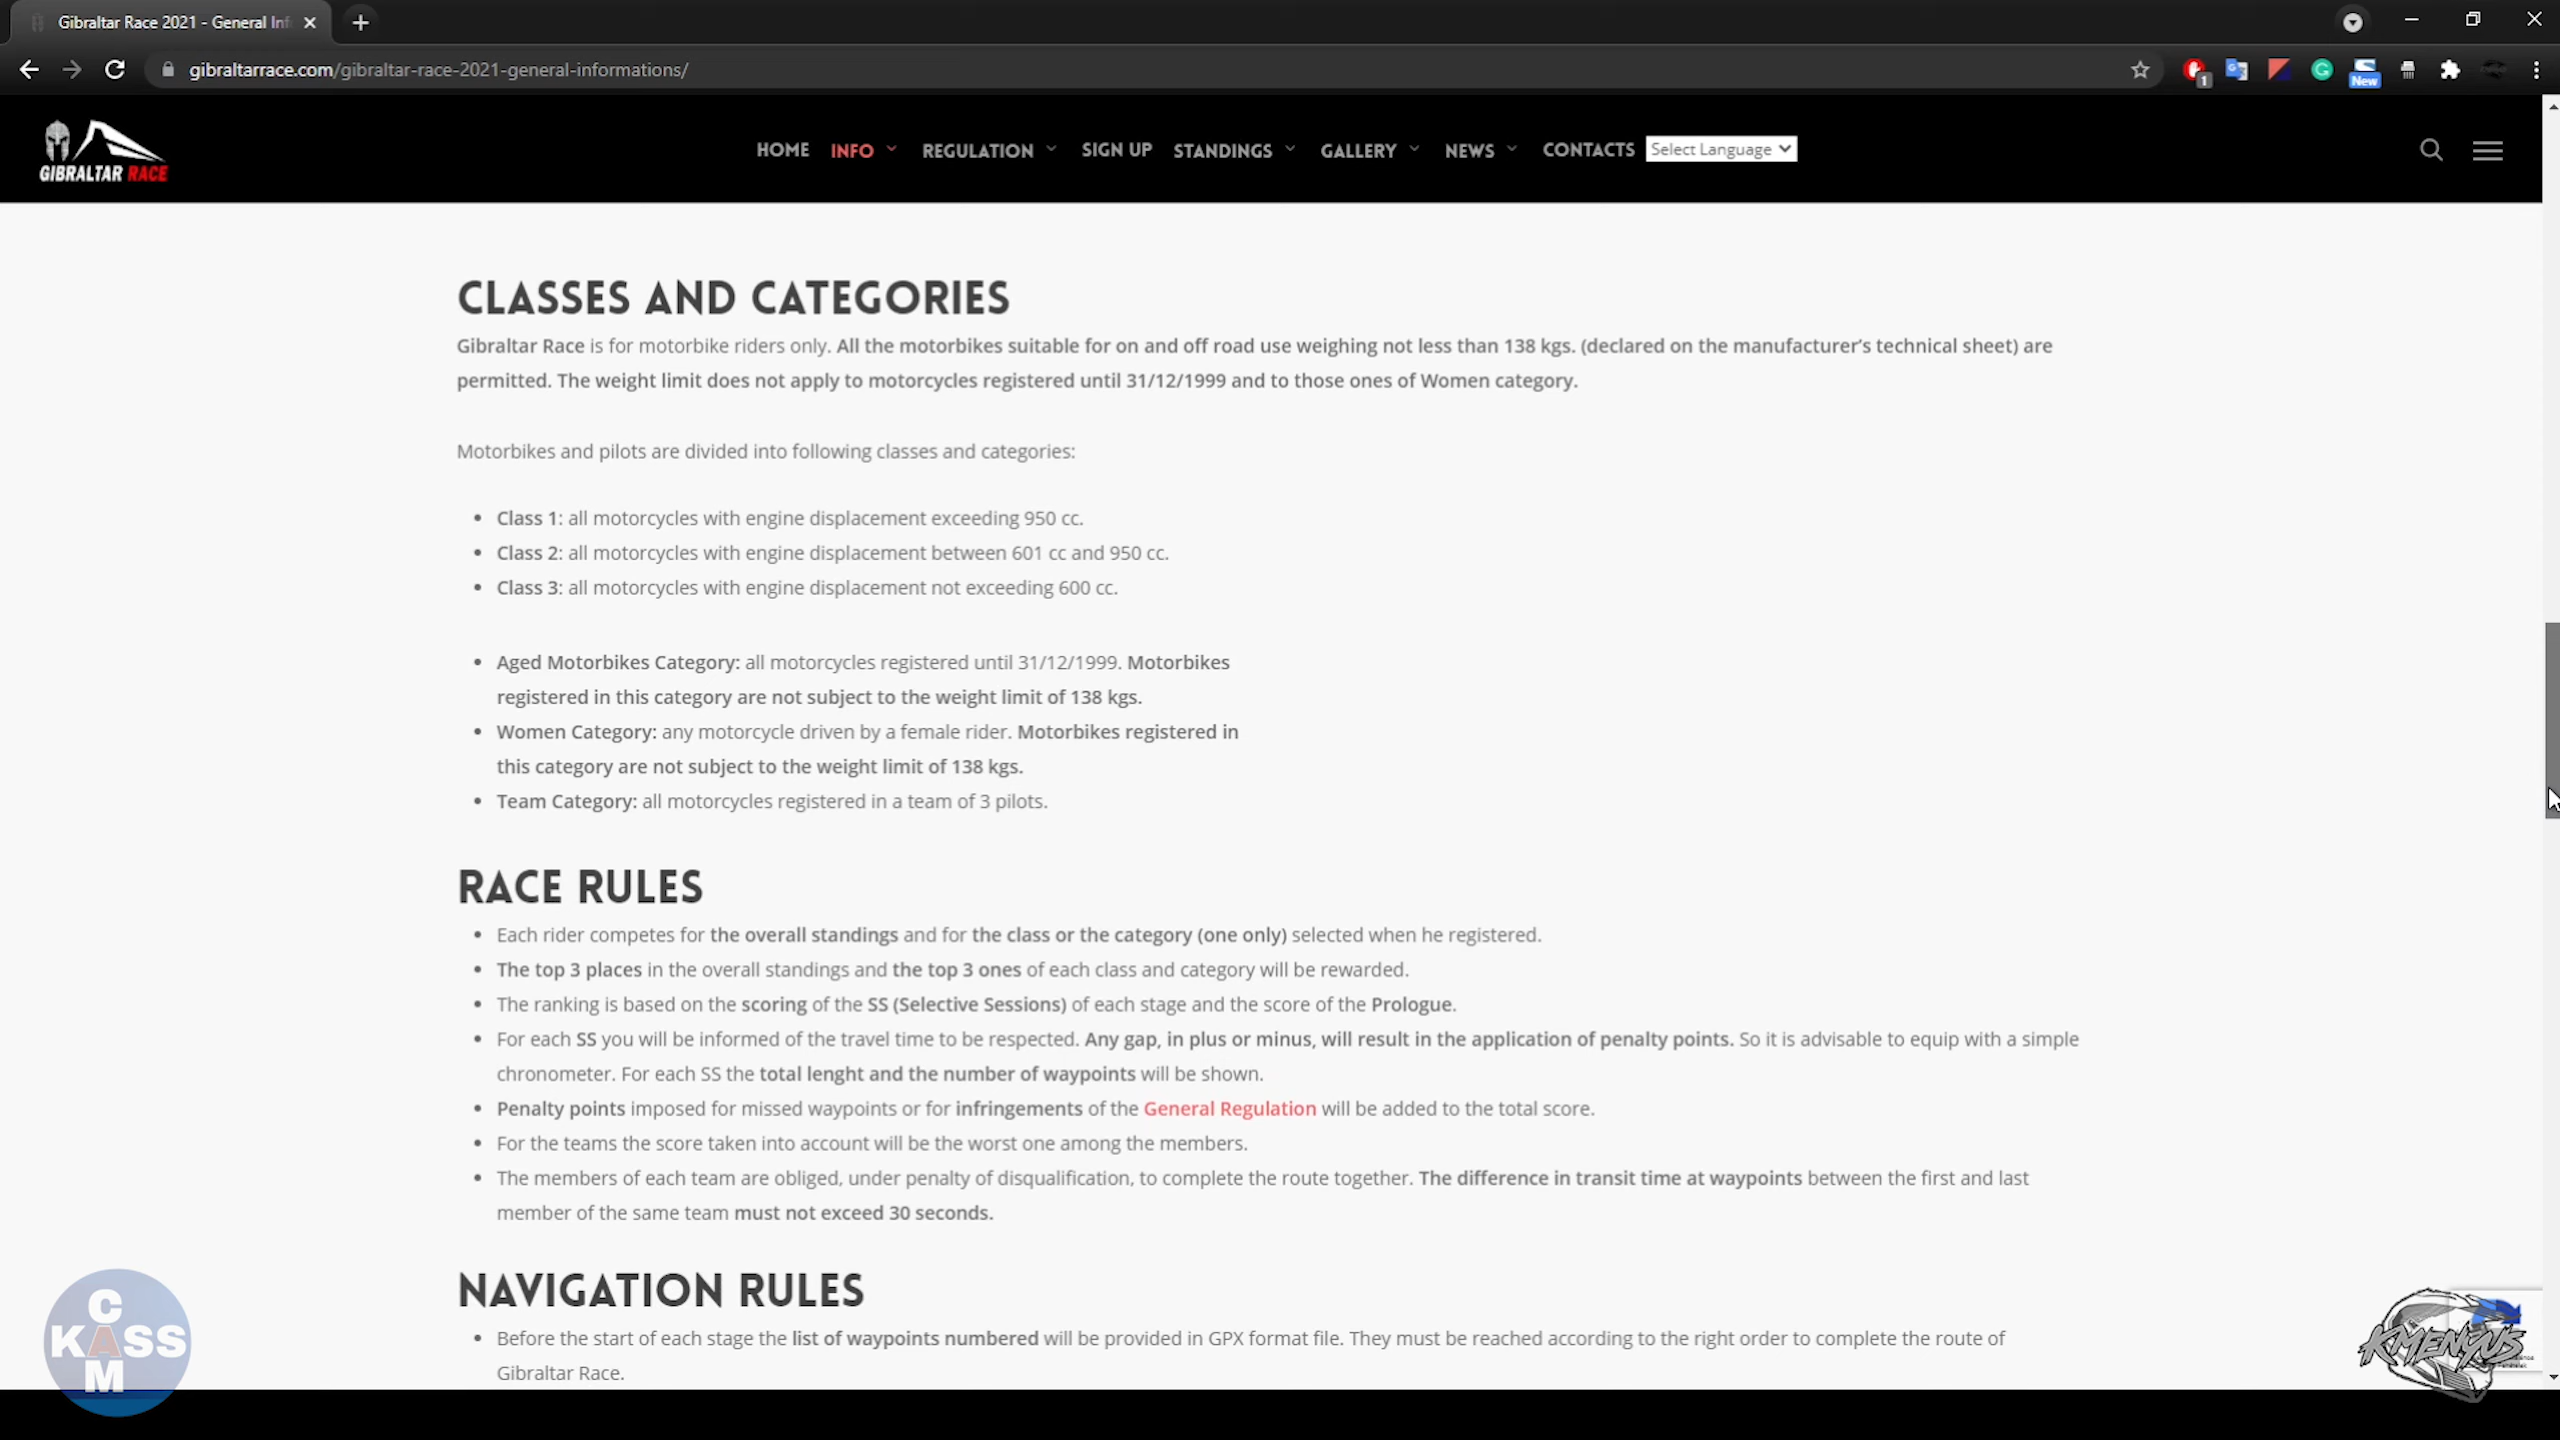 Gibraltar Race 2021 - General Inf
gibraltarrace.com/gibraltar-race-2021-general-informations/
1
New
GIBRALTAR RACE
HOME INFO REGULATION SIGN UP STANDINGS GALLERY NEWS CONTACTS Select Language
CLASSES AND CATEGORIES
Gibraltar Race is for motorbike riders only. All the motorbikes suitable for on and off road use weighing not less than 138 kgs. (declared on the manufacturer's technical sheet) are
permitted. The weight limit does not apply to motorcycles registered until 31/12/1999 and to those ones of Women category.
Motorbikes and pilots are divided into following classes and categories:
• Class 1: all motorcycles with engine displacement exceeding 950 cc.
• Class 2: all motorcycles with engine displacement between 601 cc and 950 cc.
• Class 3: all motorcycles with engine displacement not exceeding 600 cc.
• Aged Motorbikes Category: all motorcycles registered until 31/12/1999. Motorbikes
registered in this category are not subject to the weight limit of 138 kgs.
• Women Category: any motorcycle driven by a female rider. Motorbikes registered in
this category are not subject to the weight limit of 138 kgs.
• Team Category: all motorcycles registered in a team of 3 pilots.
RACE RULES
• Each rider competes for the overall standings and for the class or the category (one only) selected when he registered.
• The top 3 places in the overall standings and the top 3 ones of each class and category will be rewarded.
• The ranking is based on the scoring of the SS (Selective Sessions) of each stage and the score of the Prologue.
• For each SS you will be informed of the travel time to be respected. Any gap, in plus or minus, will result in the application of penalty points. So it is advisable to equip with a simple
chronometer. For each SS the total lenght and the number of waypoints will be shown.
• Penalty points imposed for missed waypoints or for infringements of the General Regulation will be added to the total score.
• For the teams the score taken into account will be the worst one among the members.
• The members of each team are obliged, under penalty of disqualification, to complete the route together. The difference in transit time at waypoints between the first and last
member of the same team must not exceed 30 seconds.
NAVIGATION RULES
• Before the start of each stage the list of waypoints numbered will be provided in GPX format file. They must be reached according to the right order to complete the route of
Gibraltar Race.
KASS
CAM
KMENYUS